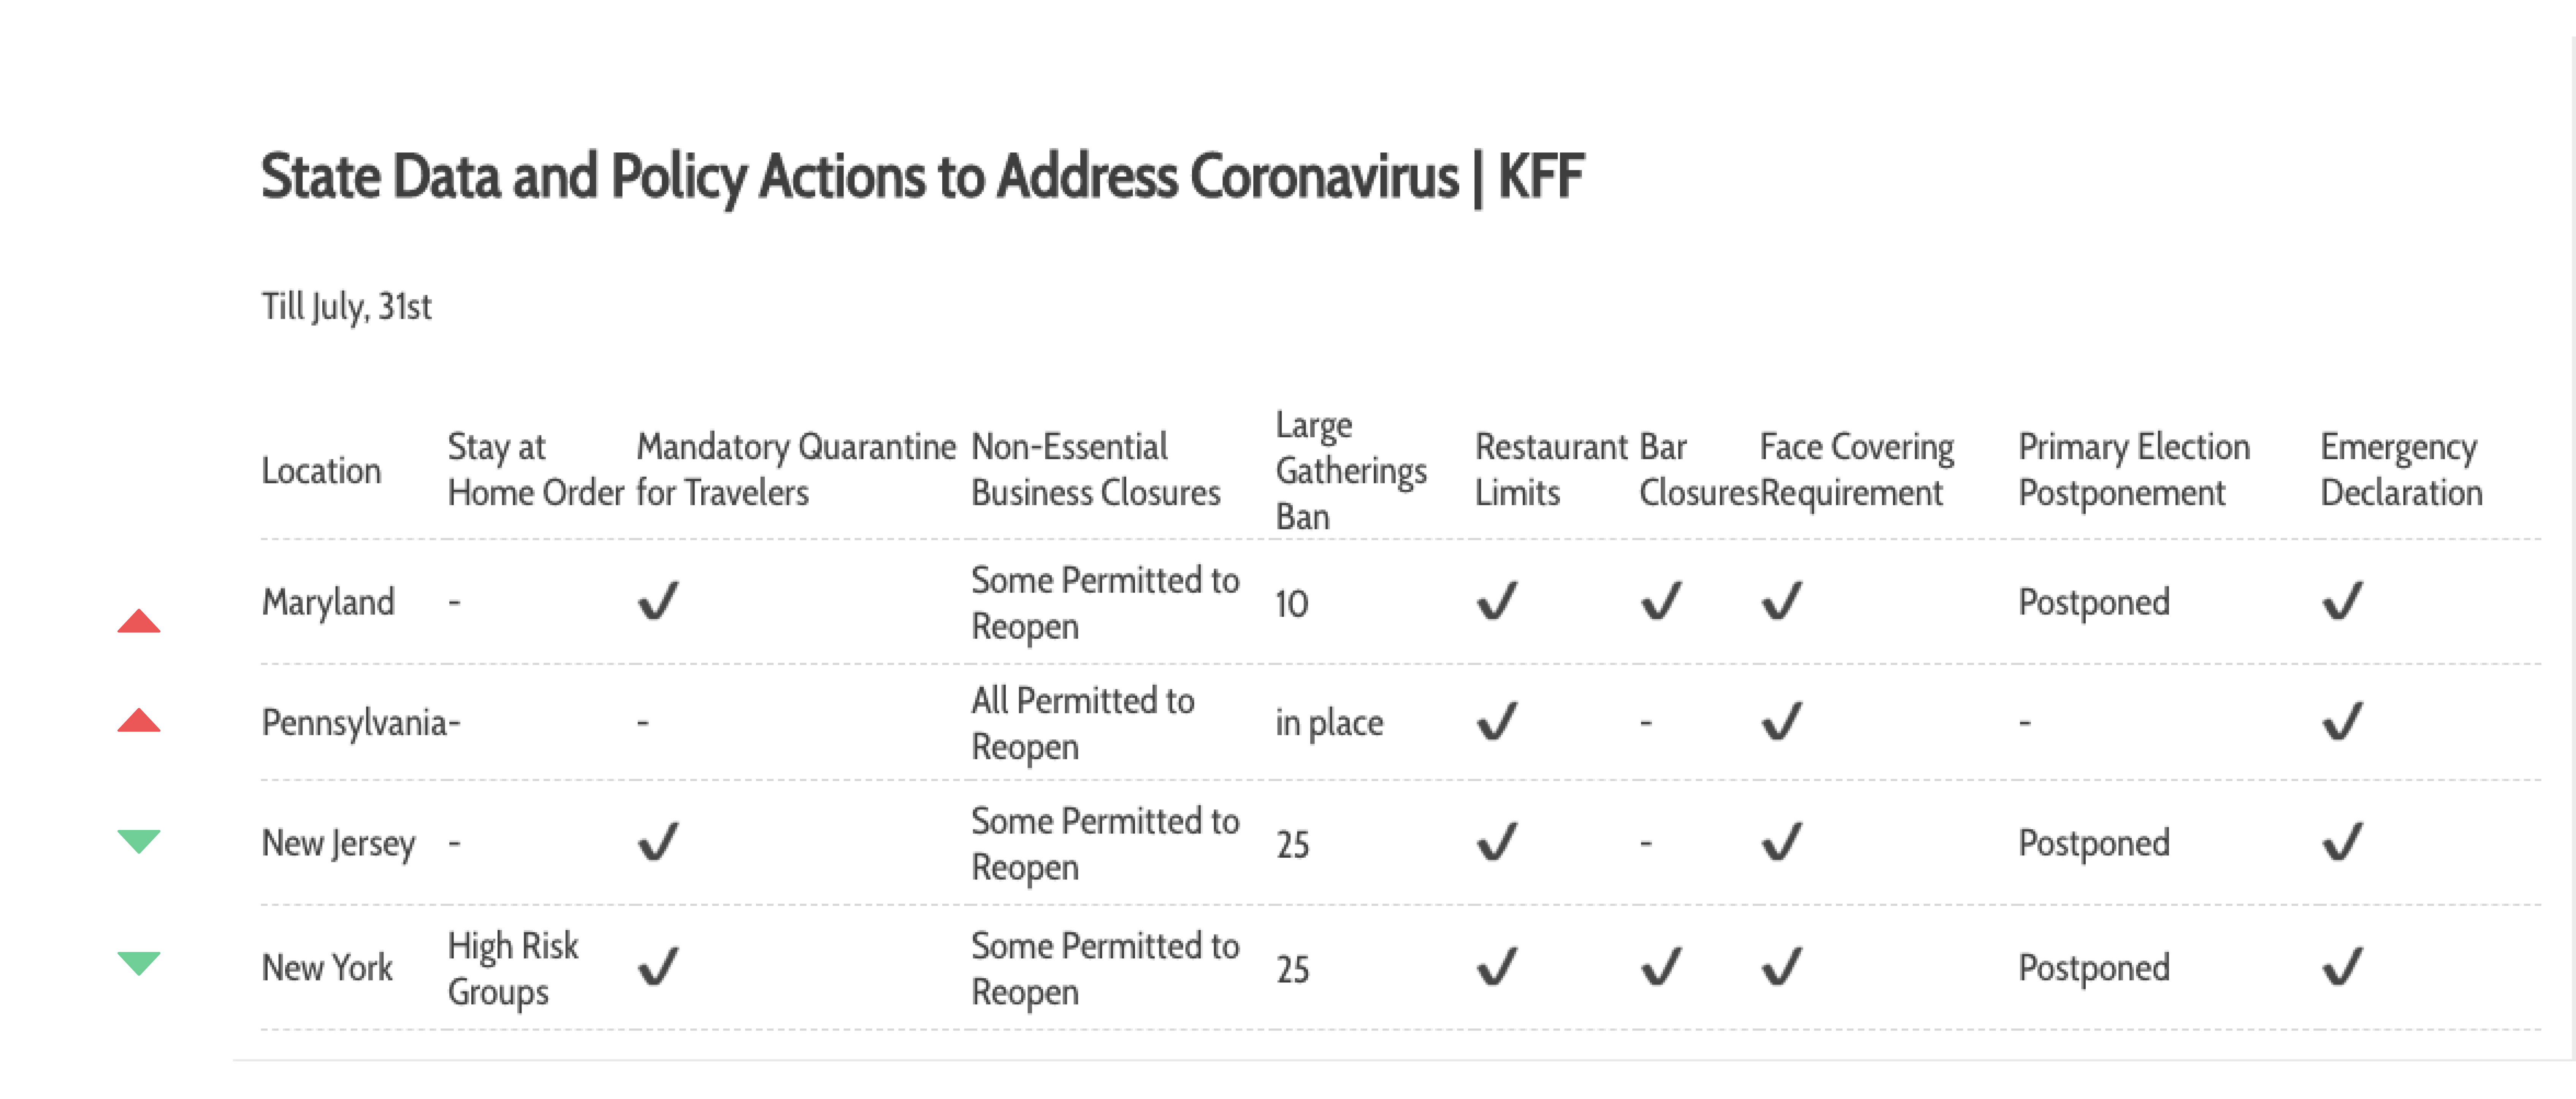 State Data and Policy Actions to Address Coronavirus | KFF
Till July, 31st
Location
Stay at
Home Order
Mandatory Quarantine
for Travelers
Non-Essential
Business Closures
Large
Gatherings
Ban
Restaurant
Limits
Bar
Closures
Face Covering
Requirement
Primary Election
Postponement
Emergency
Declaration
Maryland - ✓ Some Permitted to
Reopen 10 ✓ ✓ ✓ Postponed ✓
Pennsylvania - - All Permitted to
Reopen in place ✓ - ✓ - ✓
New Jersey - ✓ Some Permitted to
Reopen 25 ✓ - ✓ Postponed ✓
New York High Risk
Groups ✓ Some Permitted to
Reopen 25 ✓ ✓ ✓ Postponed ✓